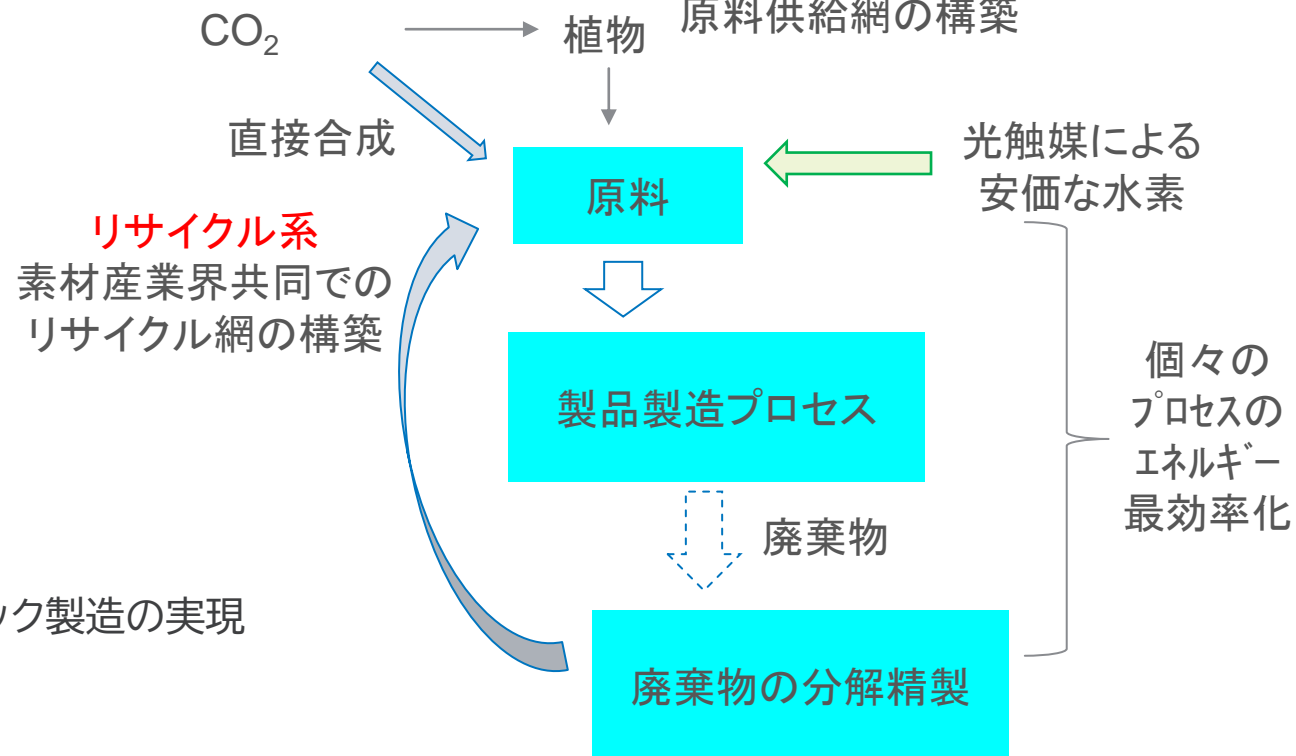 原料供給網の構築
CO₂
植物
直接合成
光触媒による
安価な水素
原料
リサイクル系
素材産業界共同での
リサイクル網の構築
製品製造プロセス
個々の
プロセスの
エネルギー
最効率化
廃棄物
ック製造の実現
廃棄物の分解精製